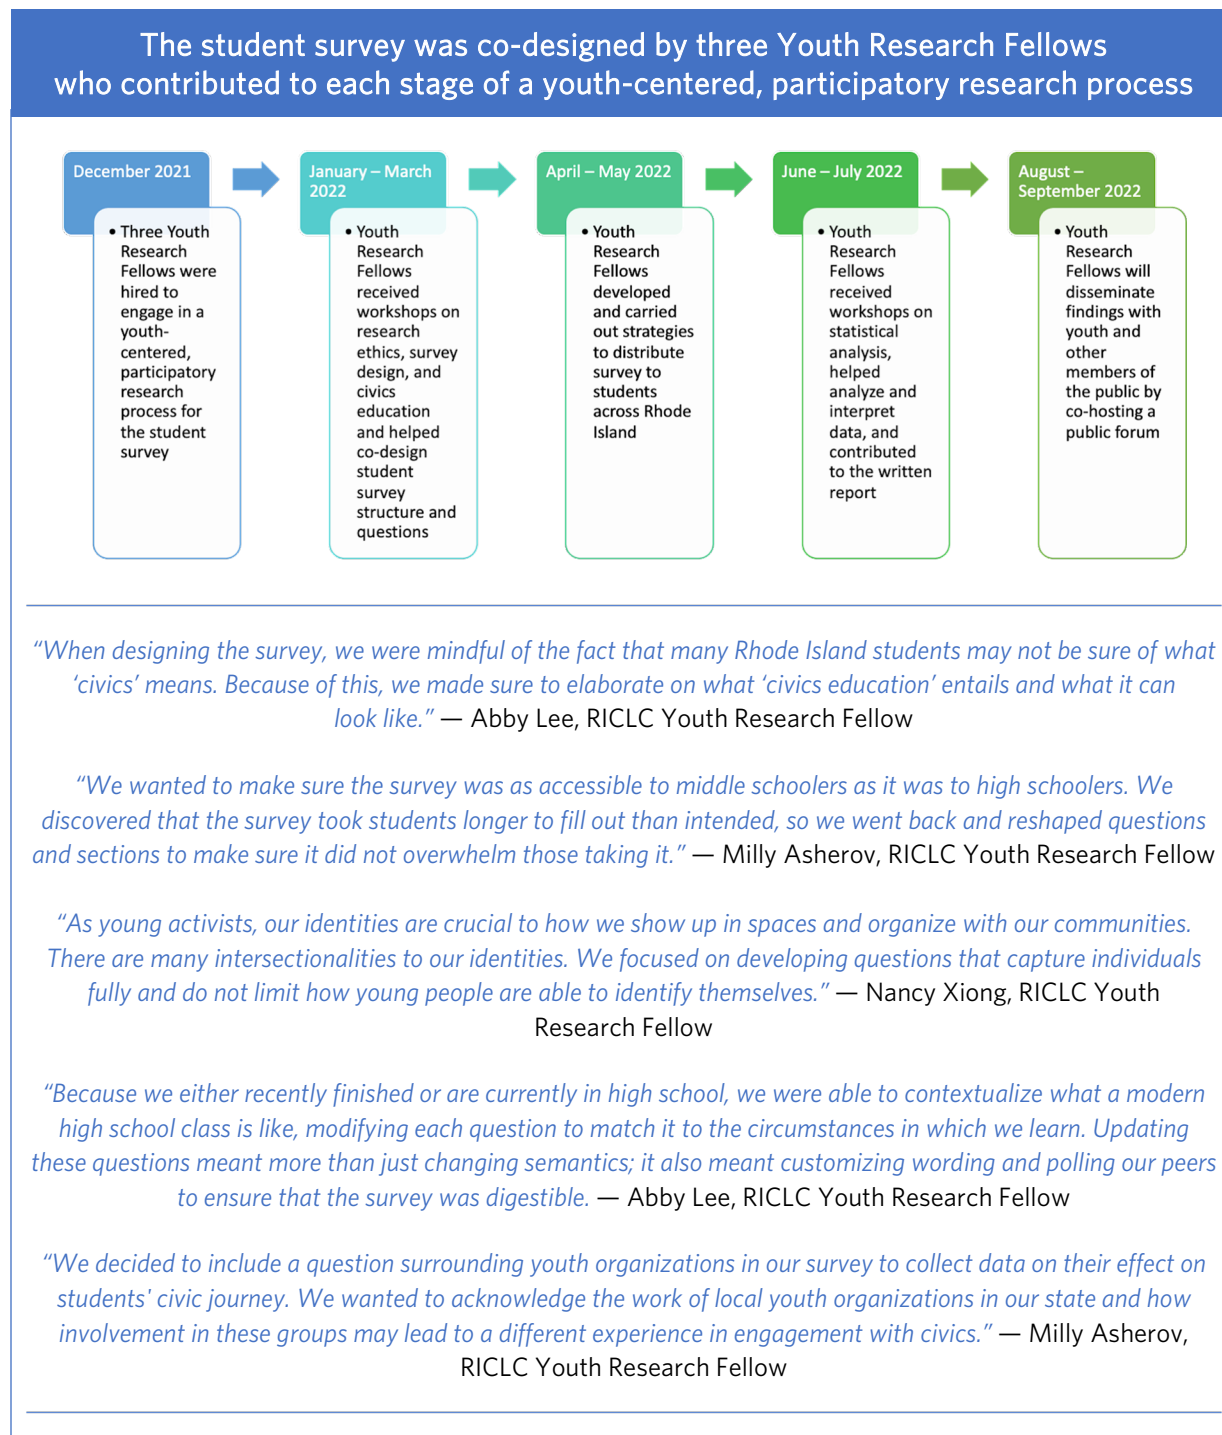 The student survey was co-designed by three Youth Research Fellows
who contributed to each stage of a youth-centered, participatory research process
December 2021
• Three Youth
Research
Fellows were
hired to
engage in a
youth-
centered,
participatory
research
process for
the student
survey
January – March
2022
• Youth
Research
Fellows
received
workshops on
research
ethics, survey
design, and
civics
education
and helped
co-design
student
survey
structure and
questions
April – May 2022
• Youth
Research
Fellows
developed
and carried
out strategies
to distribute
survey to
students
across Rhode
Island
June – July 2022
• Youth
Research
Fellows
received
workshops on
statistical
analysis,
helped
analyze and
interpret
data, and
contributed
to the written
report
August –
September 2022
• Youth
Research
Fellows will
disseminate
findings with
youth and
other
members of
the public by
co-hosting a
public forum
“When designing the survey, we were mindful of the fact that many Rhode Island students may not be sure of what
‘civics’ means. Because of this, we made sure to elaborate on what ‘civics education’ entails and what it can
look like.” — Abby Lee, RICLC Youth Research Fellow
“We wanted to make sure the survey was as accessible to middle schoolers as it was to high schoolers. We
discovered that the survey took students longer to fill out than intended, so we went back and reshaped questions
and sections to make sure it did not overwhelm those taking it.” — Milly Asherov, RICLC Youth Research Fellow
“As young activists, our identities are crucial to how we show up in spaces and organize with our communities.
There are many intersectionalities to our identities. We focused on developing questions that capture individuals
fully and do not limit how young people are able to identify themselves.” — Nancy Xiong, RICLC Youth
Research Fellow
“Because we either recently finished or are currently in high school, we were able to contextualize what a modern
high school class is like, modifying each question to match it to the circumstances in which we learn. Updating
these questions meant more than just changing semantics; it also meant customizing wording and polling our peers
to ensure that the survey was digestible. — Abby Lee, RICLC Youth Research Fellow
“We decided to include a question surrounding youth organizations in our survey to collect data on their effect on
students' civic journey. We wanted to acknowledge the work of local youth organizations in our state and how
involvement in these groups may lead to a different experience in engagement with civics.” — Milly Asherov,
RICLC Youth Research Fellow